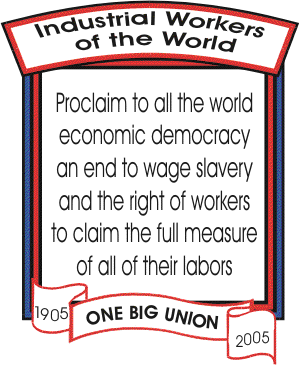 Industrial Workers
of the World
Proclaim to all the world
economic democracy
an end to wage slavery
and the right of workers
to claim the full measure
of all of their labors
1905
ONE BIG UNION
2005